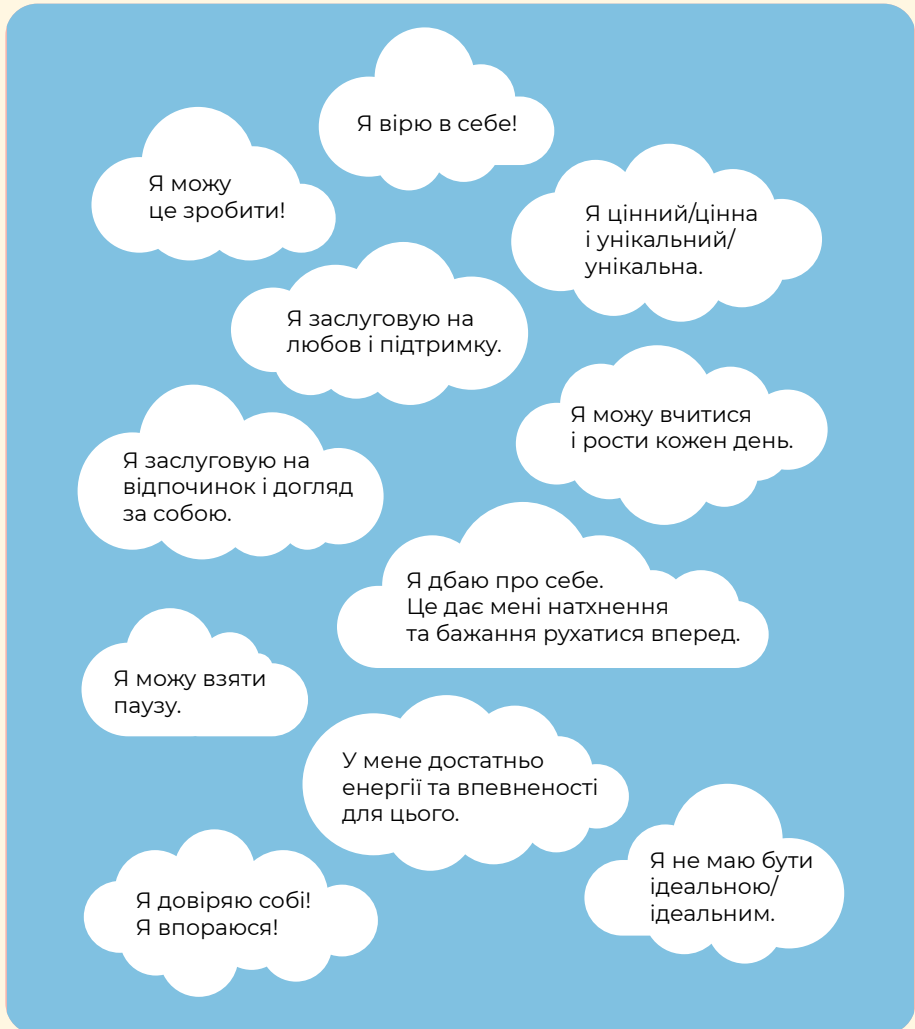 Я вірю в себе!
Я можу
це зробити!
Я цінний/цінна
і унікальний/
унікальна.
Я заслуговую на
любов і підтримку.
Я можу вчитися
і рости кожен день.
Я заслуговую на
відпочинок і догляд
за собою.
Я дбаю про себе.
Це дає мені натхнення
та бажання рухатися вперед.
Я можу взяти
паузу.
У мене достатньо
енергії та впевненості
для цього.
Я не маю бути
ідеальною/
ідеальним.
Я довіряю собі!
Я впораюся!